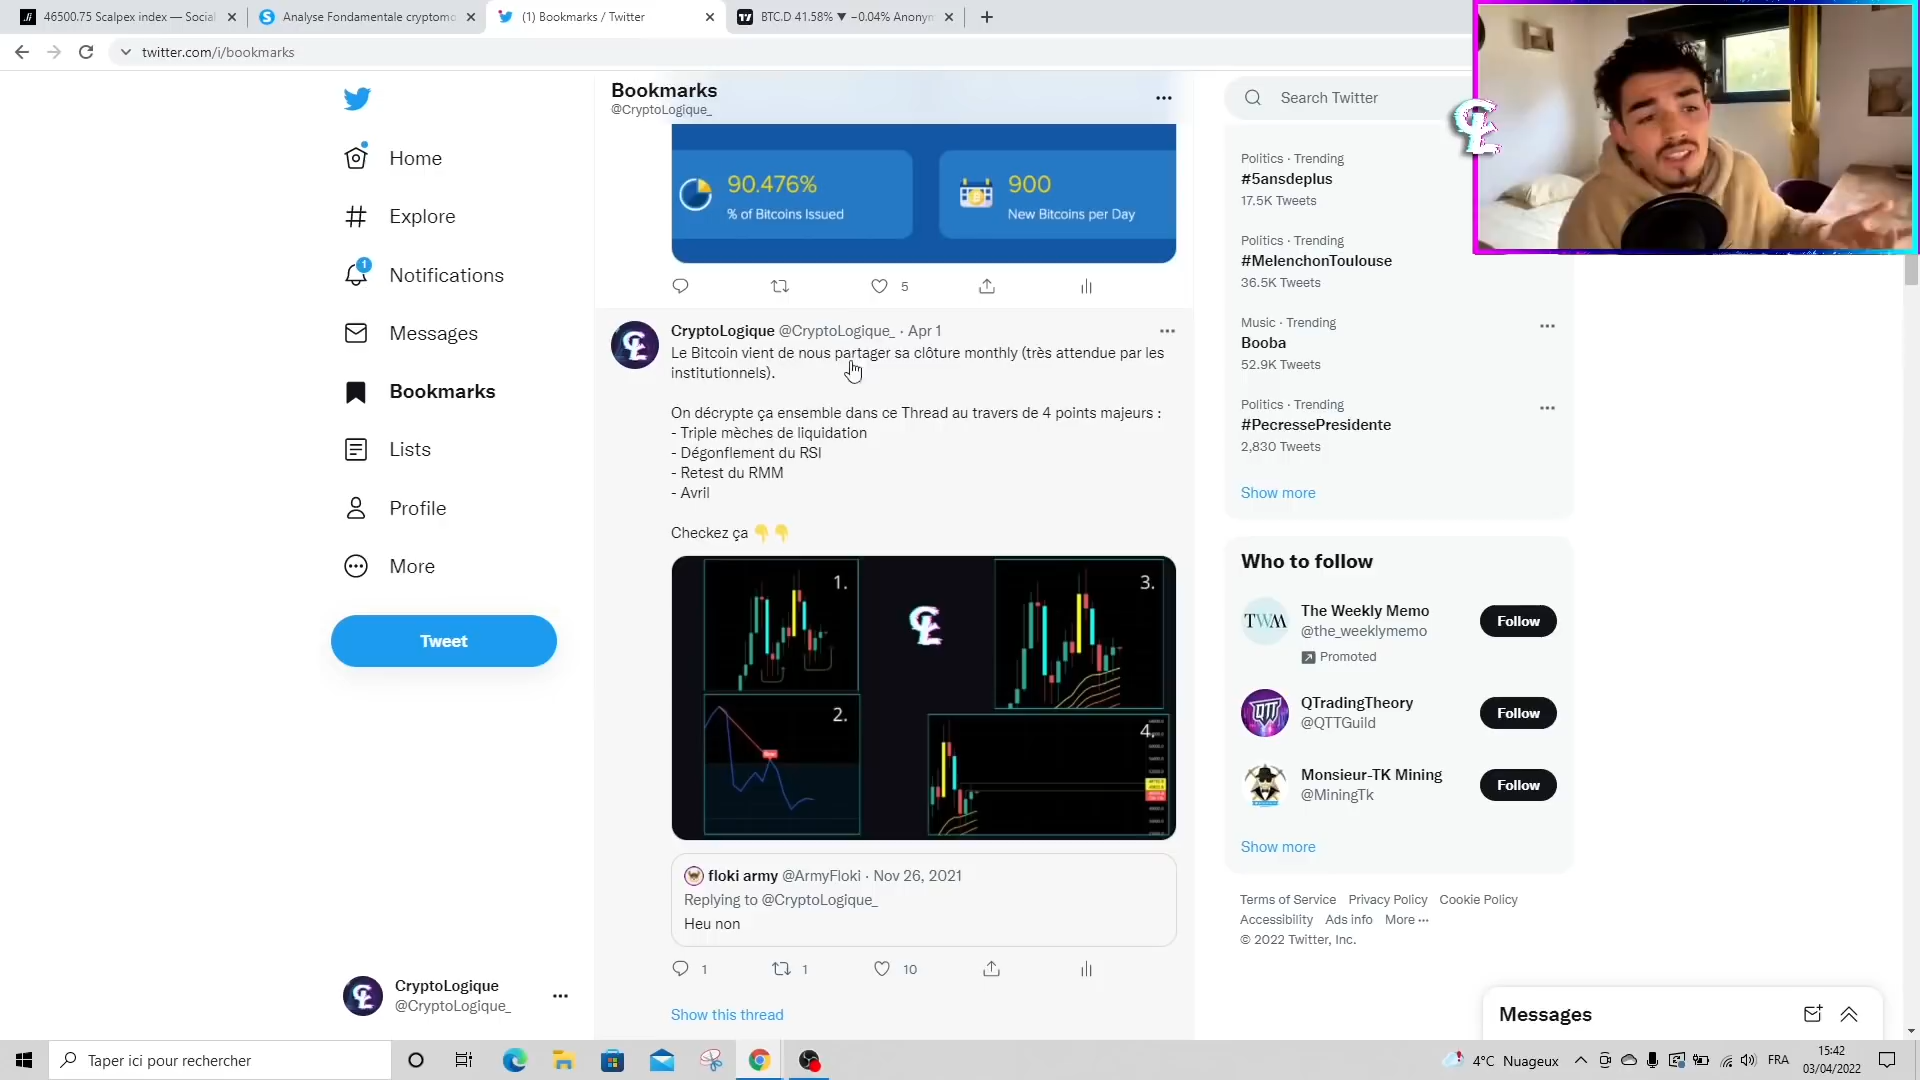 46500.75 Scalpex index — Social
Analyse Fondamentale cryptomo
(1) Bookmarks / Twitter
BTC.D 41.58% ▼ −0.04% Anonym
twitter.com/i/bookmarks
Home
Explore
1
Notifications
Messages
Bookmarks
Lists
Profile
More
Tweet
CryptoLogique
@CryptoLogique_
Bookmarks
@CryptoLogique_
90.476%
% of Bitcoins Issued
900
New Bitcoins per Day
5
CryptoLogique @CryptoLogique_ · Apr 1
Le Bitcoin vient de nous partager sa clôture monthly (très attendue par les
institutionnels).
On décrypte ça ensemble dans ce Thread au travers de 4 points majeurs :
- Triple mèches de liquidation
- Dégonflement du RSI
- Retest du RMM
- Avril
Checkez ça 👇👇
1.
3.
2.
4.
floki army @ArmyFloki · Nov 26, 2021
Replying to @CryptoLogique_
Heu non
1
1
10
Show this thread
Search Twitter
Politics · Trending
#5ansdeplus
17.5K Tweets
Politics · Trending
#MelenchonToulouse
36.5K Tweets
Music · Trending
Booba
52.9K Tweets
Politics · Trending
#PecressePresidente
2,830 Tweets
Show more
Who to follow
TWM
The Weekly Memo
@the_weeklymemo
Promoted
Follow
QTT
QTradingTheory
@QTTGuild
Follow
Monsieur-TK Mining
@MiningTk
Follow
Show more
Terms of Service Privacy Policy Cookie Policy
Accessibility Ads info More ···
© 2022 Twitter, Inc.
Messages
Taper ici pour rechercher
4°C Nuageux
FRA
15:42
03/04/2022